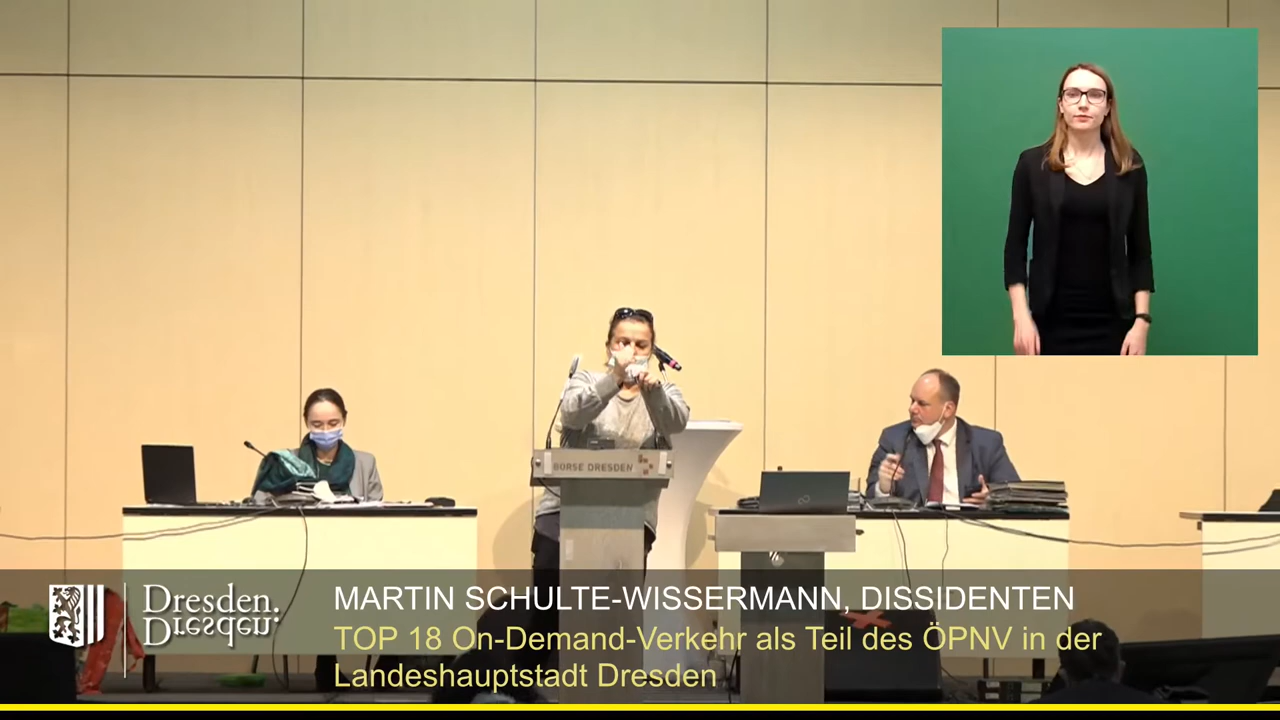 BÖRSE DRESDEN
Dresden.
Dresden.
MARTIN SCHULTE-WISSERMANN, DISSIDENTEN
TOP 18 On-Demand-Verkehr als Teil des ÖPNV in der
Landeshauptstadt Dresden